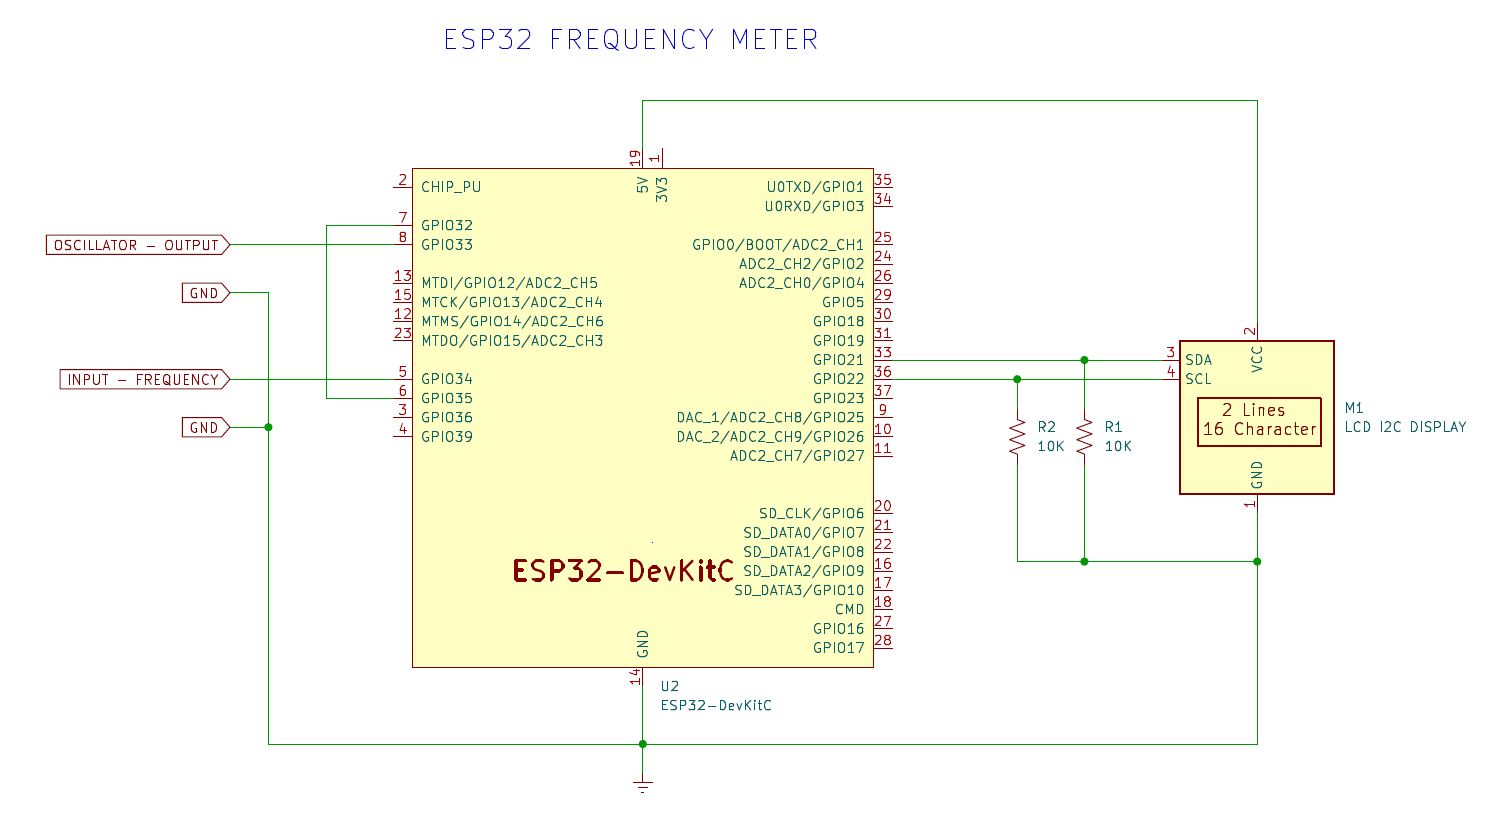 ESP32 FREQUENCY METER
19
1
5V
3V3
2
CHIP_PU
7
GPIO32
OSCILLATOR - OUTPUT
8
GPIO33
GND
13
MTDI/GPIO12/ADC2_CH5
15
MTCK/GPIO13/ADC2_CH4
12
MTMS/GPIO14/ADC2_CH6
23
MTDO/GPIO15/ADC2_CH3
INPUT - FREQUENCY
5
GPIO34
6
GPIO35
3
GPIO36
4
GPIO39
GND
U0TXD/GPIO1
35
U0RXD/GPIO3
34
GPIO0/BOOT/ADC2_CH1
25
ADC2_CH2/GPIO2
24
ADC2_CH0/GPIO4
26
GPIO5
29
GPIO18
30
GPIO19
31
GPIO21
33
GPIO22
36
GPIO23
37
DAC_1/ADC2_CH8/GPIO25
9
DAC_2/ADC2_CH9/GPIO26
10
ADC2_CH7/GPIO27
11
SD_CLK/GPIO6
20
SD_DATA0/GPIO7
21
SD_DATA1/GPIO8
22
SD_DATA2/GPIO9
16
SD_DATA3/GPIO10
17
CMD
18
GPIO16
27
GPIO17
28
ESP32-DevKitC
GND
14
U2
ESP32-DevKitC
R2
10K
R1
10K
2
VCC
3
SDA
4
SCL
2 Lines
16 Character
GND
1
M1
LCD I2C DISPLAY